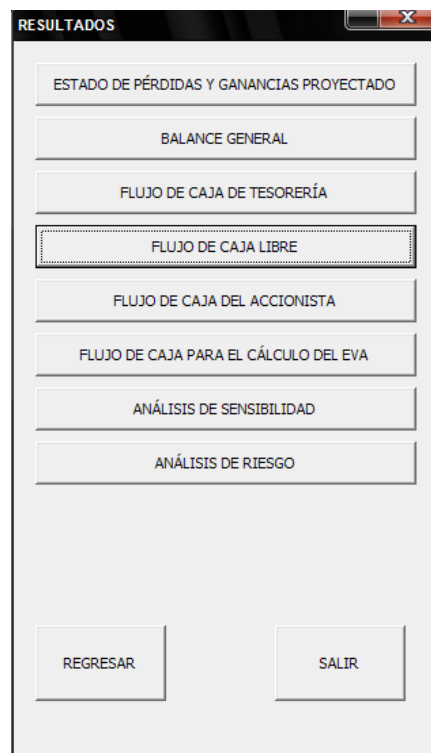 RESULTADOS
ESTADO DE PÉRDIDAS Y GANANCIAS PROYECTADO
BALANCE GENERAL
FLUJO DE CAJA DE TESORERÍA
FLUJO DE CAJA LIBRE
FLUJO DE CAJA DEL ACCIONISTA
FLUJO DE CAJA PARA EL CÁLCULO DEL EVA
ANÁLISIS DE SENSIBILIDAD
ANÁLISIS DE RIESGO
REGRESAR
SALIR